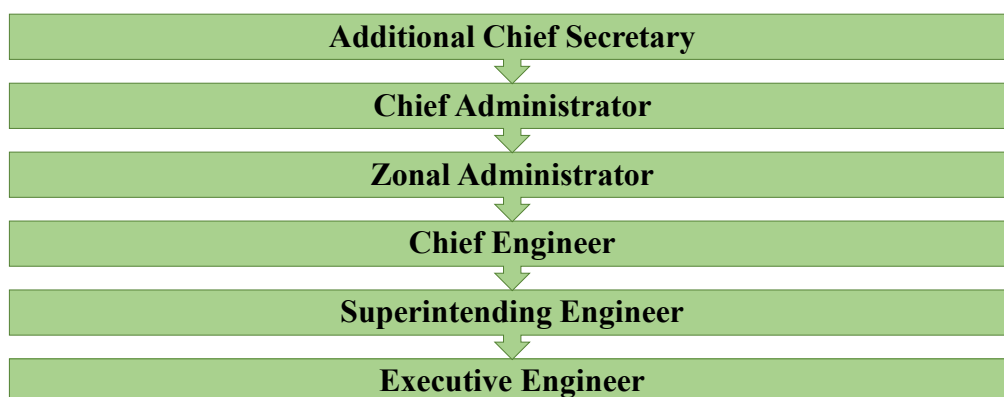 Additional Chief Secretary
Chief Administrator
Zonal Administrator
Chief Engineer
Superintending Engineer
Executive Engineer